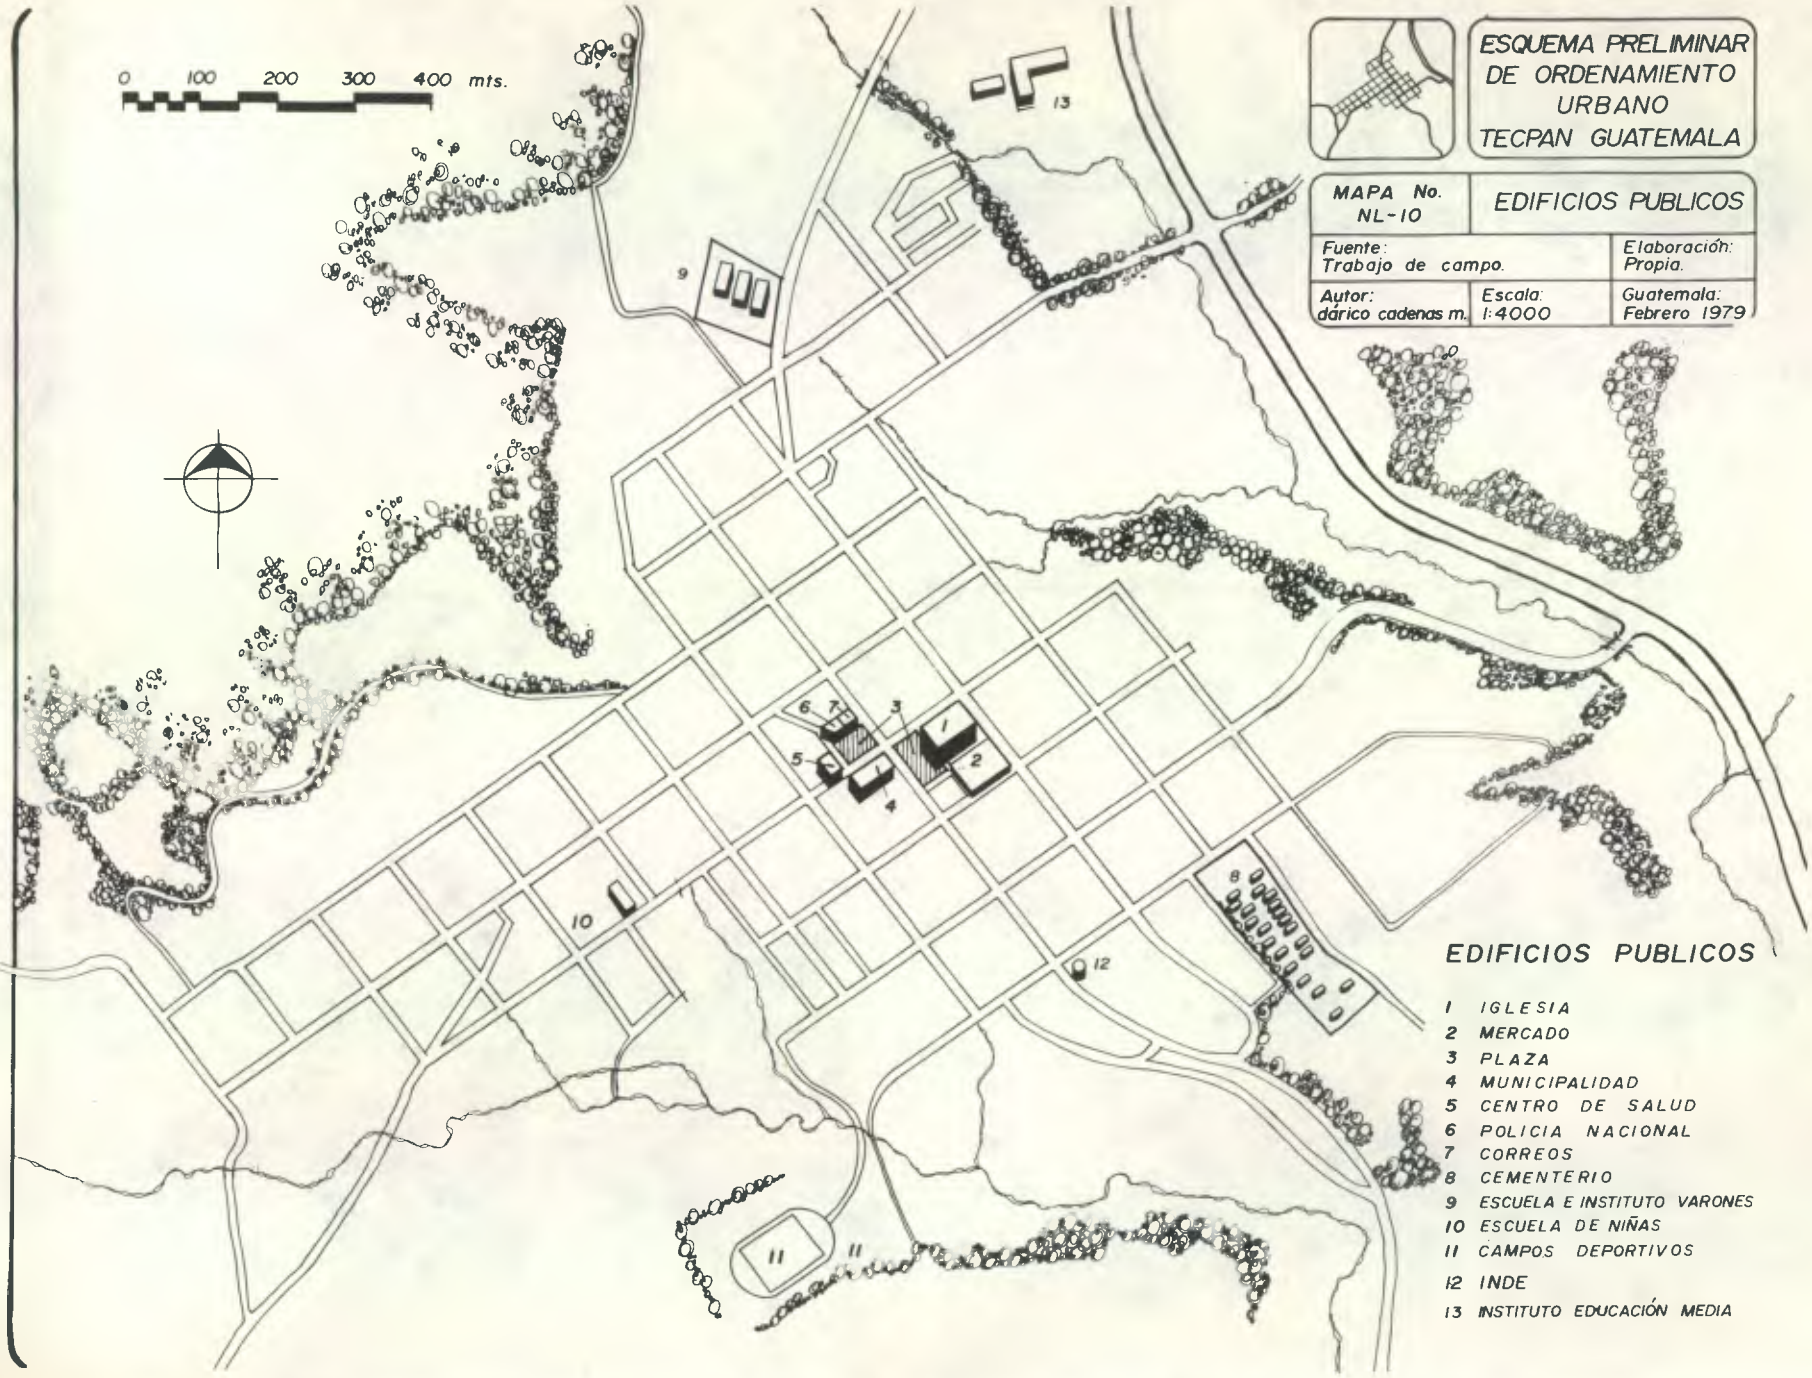 0 100 200 300 400 mts.
ESQUEMA PRELIMINAR
DE ORDENAMIENTO
URBANO
TECPAN GUATEMALA
MAPA No.
NL-10
EDIFICIOS PUBLICOS
Fuente:
Trabajo de campo.
Elaboración:
Propia.
Autor:
dárico cadenas m.
Escala:
1:4000
Guatemala:
Febrero 1979
13
9
6
7
3
1
5
2
4
8
10
12
11
11
EDIFICIOS PUBLICOS
1 IGLESIA
2 MERCADO
3 PLAZA
4 MUNICIPALIDAD
5 CENTRO DE SALUD
6 POLICIA NACIONAL
7 CORREOS
8 CEMENTERIO
9 ESCUELA E INSTITUTO VARONES
10 ESCUELA DE NIÑAS
11 CAMPOS DEPORTIVOS
12 INDE
13 INSTITUTO EDUCACIÓN MEDIA